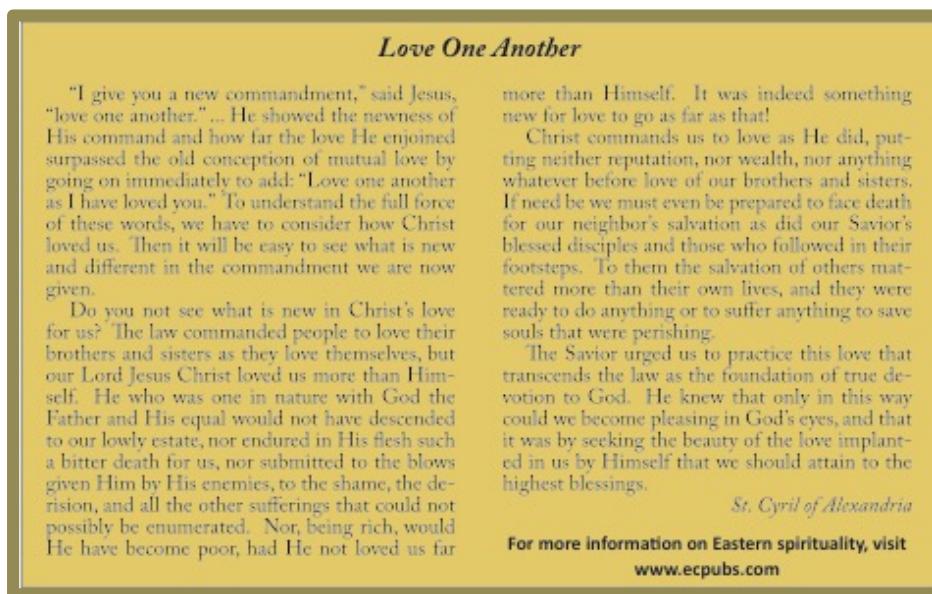 Love One Another
“I give you a new commandment,” said Jesus,
“love one another.” ... He showed the newness of
His command and how far the love He enjoined
surpassed the old conception of mutual love by
going on immediately to add: “Love one another
as I have loved you.” To understand the full force
of these words, we have to consider how Christ
loved us. Then it will be easy to see what is new
and different in the commandment we are now
given.
Do you not see what is new in Christ’s love
for us? The law commanded people to love their
brothers and sisters as they love themselves, but
our Lord Jesus Christ loved us more than Him-
self. He who was one in nature with God the
Father and His equal would not have descended
to our lowly estate, nor endured in His flesh such
a bitter death for us, nor submitted to the blows
given Him by His enemies, to the shame, the de-
rision, and all the other sufferings that could not
possibly be enumerated. Nor, being rich, would
He have become poor, had He not loved us far
more than Himself. It was indeed something
new for love to go as far as that!
Christ commands us to love as He did, put-
ting neither reputation, nor wealth, nor anything
whatever before love of our brothers and sisters.
If need be we must even be prepared to face death
for our neighbor’s salvation as did our Savior’s
blessed disciples and those who followed in their
footsteps. To them the salvation of others mat-
tered more than their own lives, and they were
ready to do anything or to suffer anything to save
souls that were perishing.
The Savior urged us to practice this love that
transcends the law as the foundation of true de-
votion to God. He knew that only in this way
could we become pleasing in God’s eyes, and that
it was by seeking the beauty of the love implant-
ed in us by Himself that we should attain to the
highest blessings.
St. Cyril of Alexandria
For more information on Eastern spirituality, visit
www.ecpubs.com